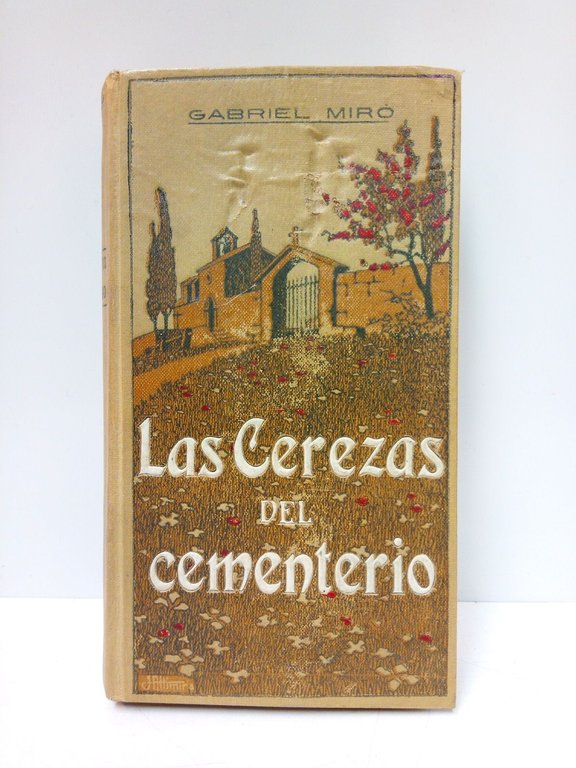 GABRIEL MIRÓ
Las Cerezas
DEL
cementerio